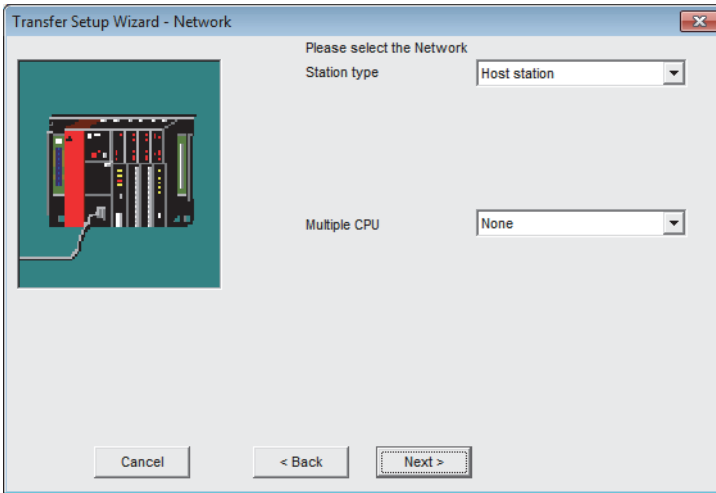 Transfer Setup Wizard - Network
Please select the Network
Station type Host station
Multiple CPU None
Cancel < Back Next >